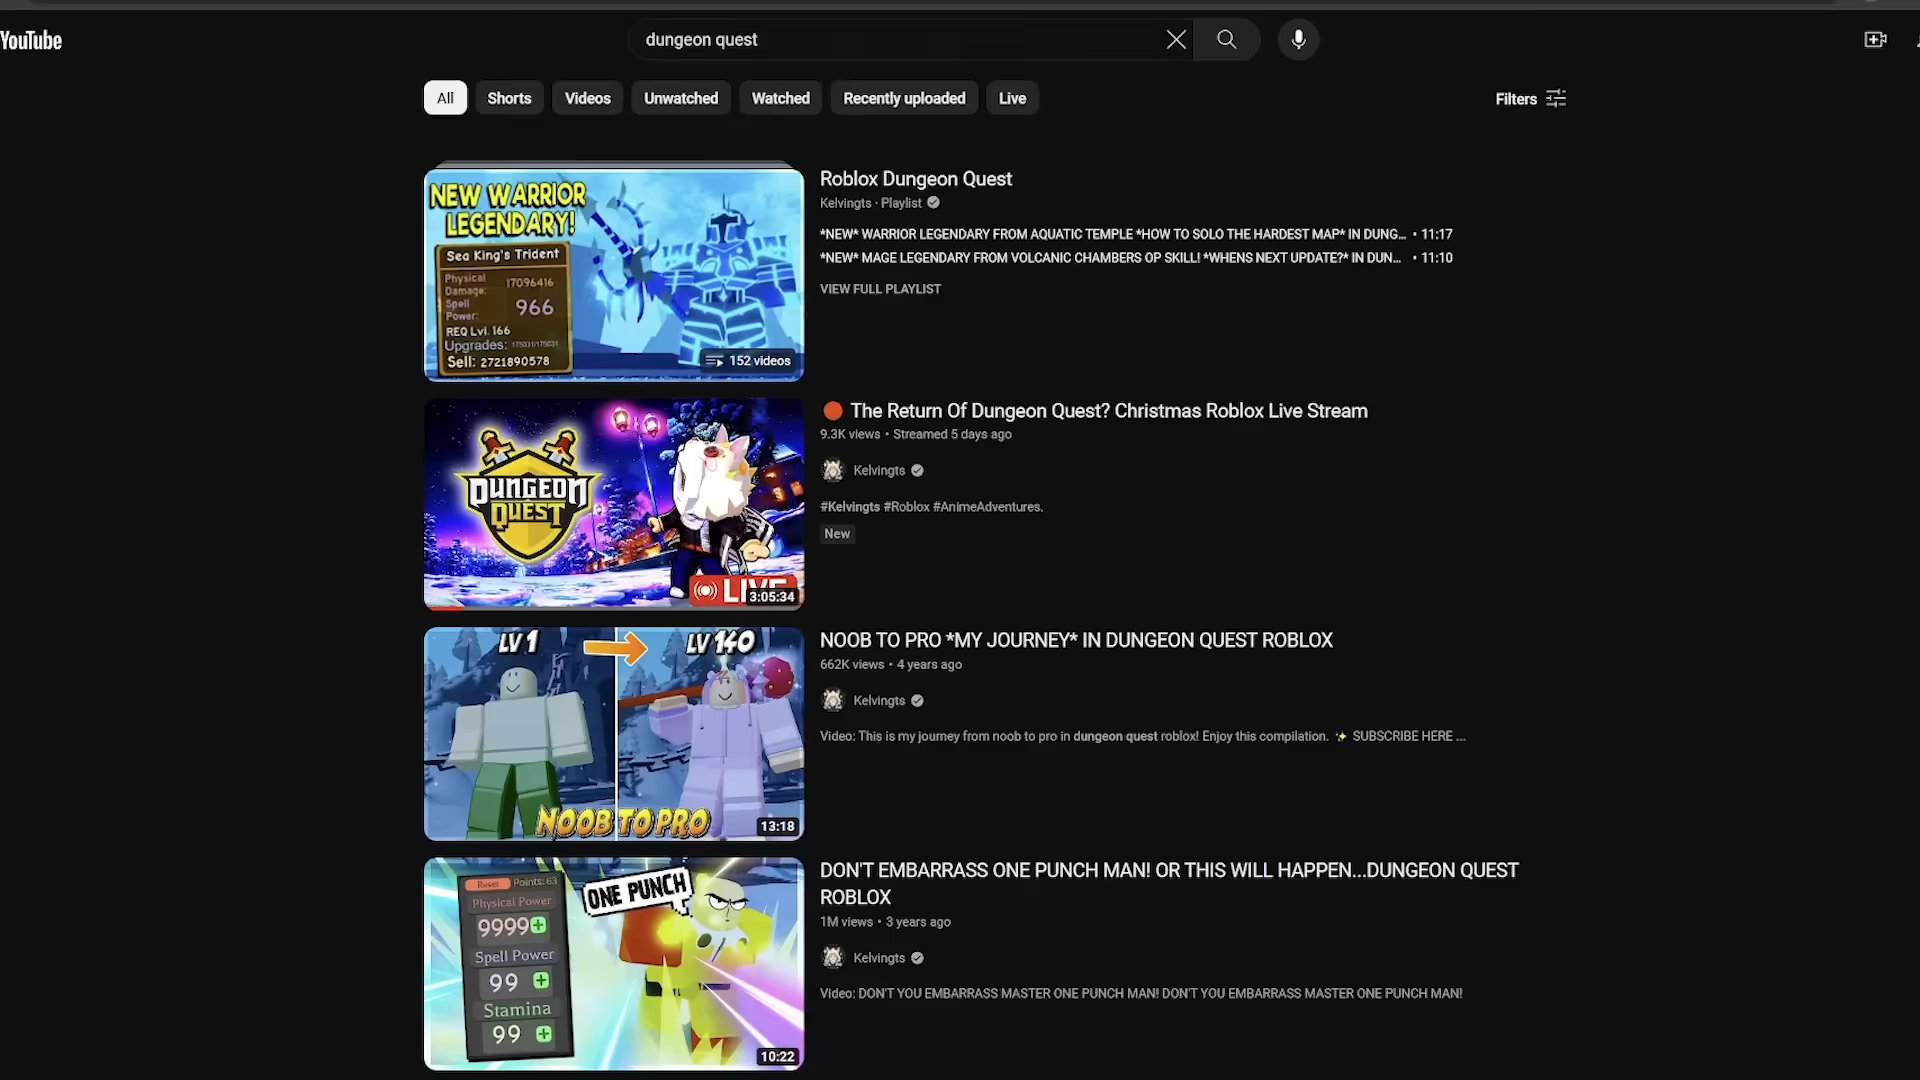 YouTube
dungeon quest
All
Shorts
Videos
Unwatched
Watched
Recently uploaded
Live
Filters
NEW WARRIOR
LEGENDARY!
Sea King's Trident
Physical
Damage: 17096416
Spell
Power: 966
REQ Lvl. 166
Upgrades: 175031/175031
Sell: 2721890578
152 videos
Roblox Dungeon Quest
Kelvingts · Playlist
*NEW* WARRIOR LEGENDARY FROM AQUATIC TEMPLE *HOW TO SOLO THE HARDEST MAP* IN DUNG... • 11:17
*NEW* MAGE LEGENDARY FROM VOLCANIC CHAMBERS OP SKILL! *WHENS NEXT UPDATE?* IN DUN... • 11:10
VIEW FULL PLAYLIST
DUNGEON
QUEST
LIVE
3:05:34
The Return Of Dungeon Quest? Christmas Roblox Live Stream
9.3K views • Streamed 5 days ago
Kelvingts
#Kelvingts #Roblox #AnimeAdventures.
New
LV 1
LV 140
NOOB TO PRO
13:18
NOOB TO PRO *MY JOURNEY* IN DUNGEON QUEST ROBLOX
662K views • 4 years ago
Kelvingts
Video: This is my journey from noob to pro in dungeon quest roblox! Enjoy this compilation. ✨ SUBSCRIBE HERE ...
Reset Points: 63
Physical Power
9999+
Spell Power
99 +
Stamina
99 +
ONE PUNCH
10:22
DON'T EMBARRASS ONE PUNCH MAN! OR THIS WILL HAPPEN...DUNGEON QUEST
ROBLOX
1M views • 3 years ago
Kelvingts
Video: DON'T YOU EMBARRASS MASTER ONE PUNCH MAN! DON'T YOU EMBARRASS MASTER ONE PUNCH MAN!